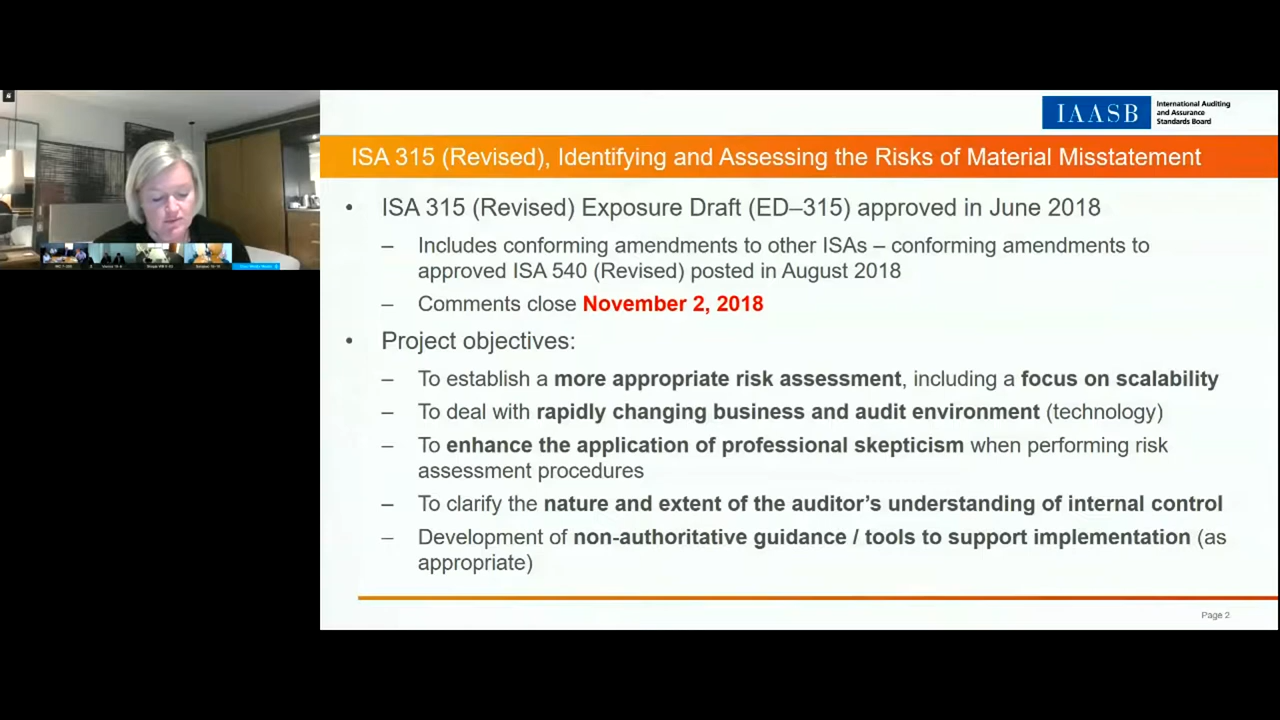 IAASB
International Auditing
and Assurance
Standards Board
ISA 315 (Revised), Identifying and Assessing the Risks of Material Misstatement
• ISA 315 (Revised) Exposure Draft (ED–315) approved in June 2018
– Includes conforming amendments to other ISAs – conforming amendments to
approved ISA 540 (Revised) posted in August 2018
– Comments close November 2, 2018
• Project objectives:
– To establish a more appropriate risk assessment, including a focus on scalability
– To deal with rapidly changing business and audit environment (technology)
– To enhance the application of professional skepticism when performing risk
assessment procedures
– To clarify the nature and extent of the auditor’s understanding of internal control
– Development of non-authoritative guidance / tools to support implementation (as
appropriate)
Page 2